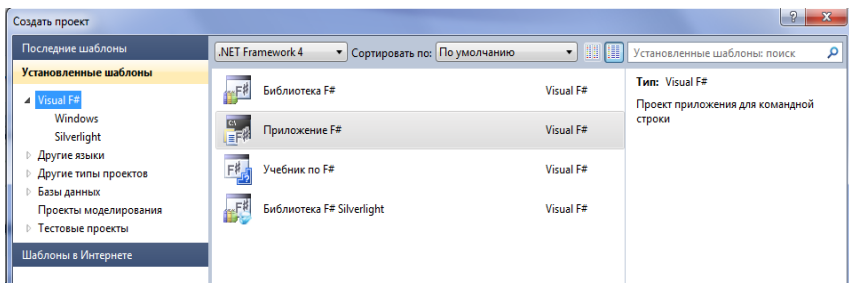 Создать проект
Последние шаблоны
Установленные шаблоны
Visual F#
Windows
Silverlight
Другие языки
Другие типы проектов
Базы данных
Проекты моделирования
Тестовые проекты
Шаблоны в Интернете
.NET Framework 4 Сортировать по: По умолчанию
Библиотека F# Visual F#
Приложение F# Visual F#
Учебник по F# Visual F#
Библиотека F# Silverlight Visual F#
Установленные шаблоны: поиск
Тип: Visual F#
Проект приложения для командной
строки